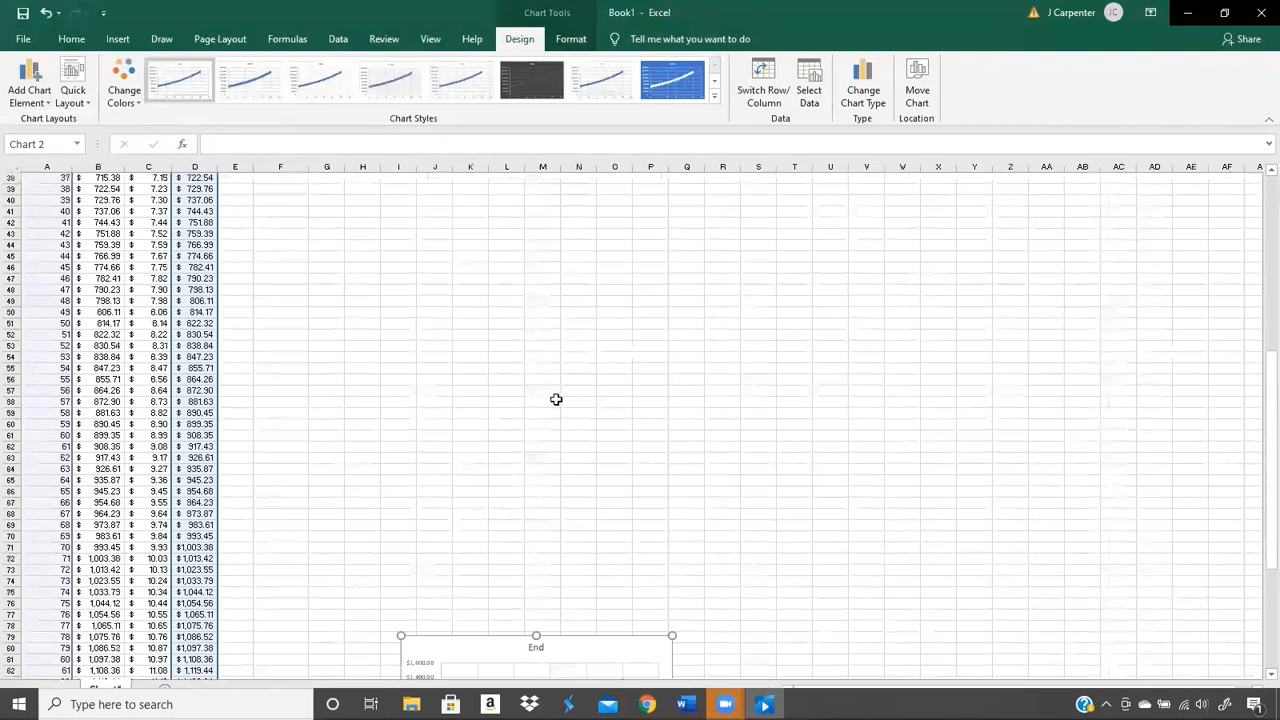 Chart Tools
Book1 - Excel
J Carpenter
JC
File Home Insert Draw Page Layout Formulas Data Review View Help Design Format Tell me what you want to do Share
Add Chart Element
Quick Layout
Change Colors
Switch Row/ Column
Select Data
Change Chart Type
Move Chart
Chart Layouts
Chart Styles
Data
Type
Location
Chart 2
fx
A B C D E F G H I J K L M N O P Q R S T U V W X Y Z AA AB AC AD AE AF A
37 $ 715.38 $ 7.15 $ 722.54
39 38 $ 722.54 $ 7.23 $ 729.76
40 39 $ 729.76 $ 7.30 $ 737.06
41 40 $ 737.06 $ 7.37 $ 744.43
42 41 $ 744.43 $ 7.44 $ 751.88
43 42 $ 751.88 $ 7.52 $ 759.39
44 43 $ 759.39 $ 7.59 $ 766.99
45 44 $ 766.99 $ 7.67 $ 774.66
46 45 $ 774.66 $ 7.75 $ 782.41
47 46 $ 782.41 $ 7.82 $ 790.23
48 47 $ 790.23 $ 7.90 $ 798.13
49 48 $ 798.13 $ 7.98 $ 806.11
50 49 $ 806.11 $ $ 814.17
51 50 $ 814.17 $ 8.14 $ 822.32
52 51 $ 822.32 $ 8.22 $ 830.54
53 52 $ 830.54 $ 8.31 $ 838.84
54 53 $ 838.84 $ 8.39 $ 847.23
55 54 $ 847.23 $ 8.47 $ 855.71
56 55 $ 855.71 $ $ 864.26
57 56 $ 864.26 $ 8.64 $ 872.90
58 57 $ 872.90 $ 8.73 $ 881.63
59 58 $ 881.63 $ 8.82 $ 890.45
60 59 $ 890.45 $ 8.90 $ 899.35
61 60 $ 899.35 $ 8.99 $ 908.35
62 61 $ 908.35 $ 9.08 $ 917.43
63 62 $ 917.43 $ 9.17 $ 926.61
64 63 $ 926.61 $ 9.27 $ 935.87
65 64 $ 935.87 $ 9.36 $ 945.23
66 65 $ 945.23 $ 9.45 $ 954.68
67 66 $ 954.68 $ 9.55 $ 964.23
68 67 $ 964.23 $ 9.64 $ 973.87
69 68 $ 973.87 $ 9.74 $ 983.61
70 69 $ 983.61 $ 9.84 $ 993.45
71 70 $ 993.45 $ 9.93 $1,003.38
72 71 $ 1,003.38 $ 10.03 $1,013.42
73 72 $ 1,013.42 $ 10.13 $1,023.55
74 73 $ 1,023.55 $ 10.24 $1,033.79
75 74 $ 1,033.79 $ 10.34 $1,044.12
76 75 $ 1,044.12 $ 10.44 $1,054.56
77 76 $ 1,054.56 $ 10.55 $ 1,065.11
78 77 $ 1,065.11 $ 10.65 $1,075.76
79 78 $ 1,075.76 $ 10.76 $1,086.52
80 79 $ 1,086.52 $ 10.87 $1,097.38
81 80 $ 1,097.38 $ 10.97 $ 1,108.36
82 81 $ 1,108.36 $ 11.08 $ 1,119.44
End
$1,600.00
$1,400.00
Type here to search